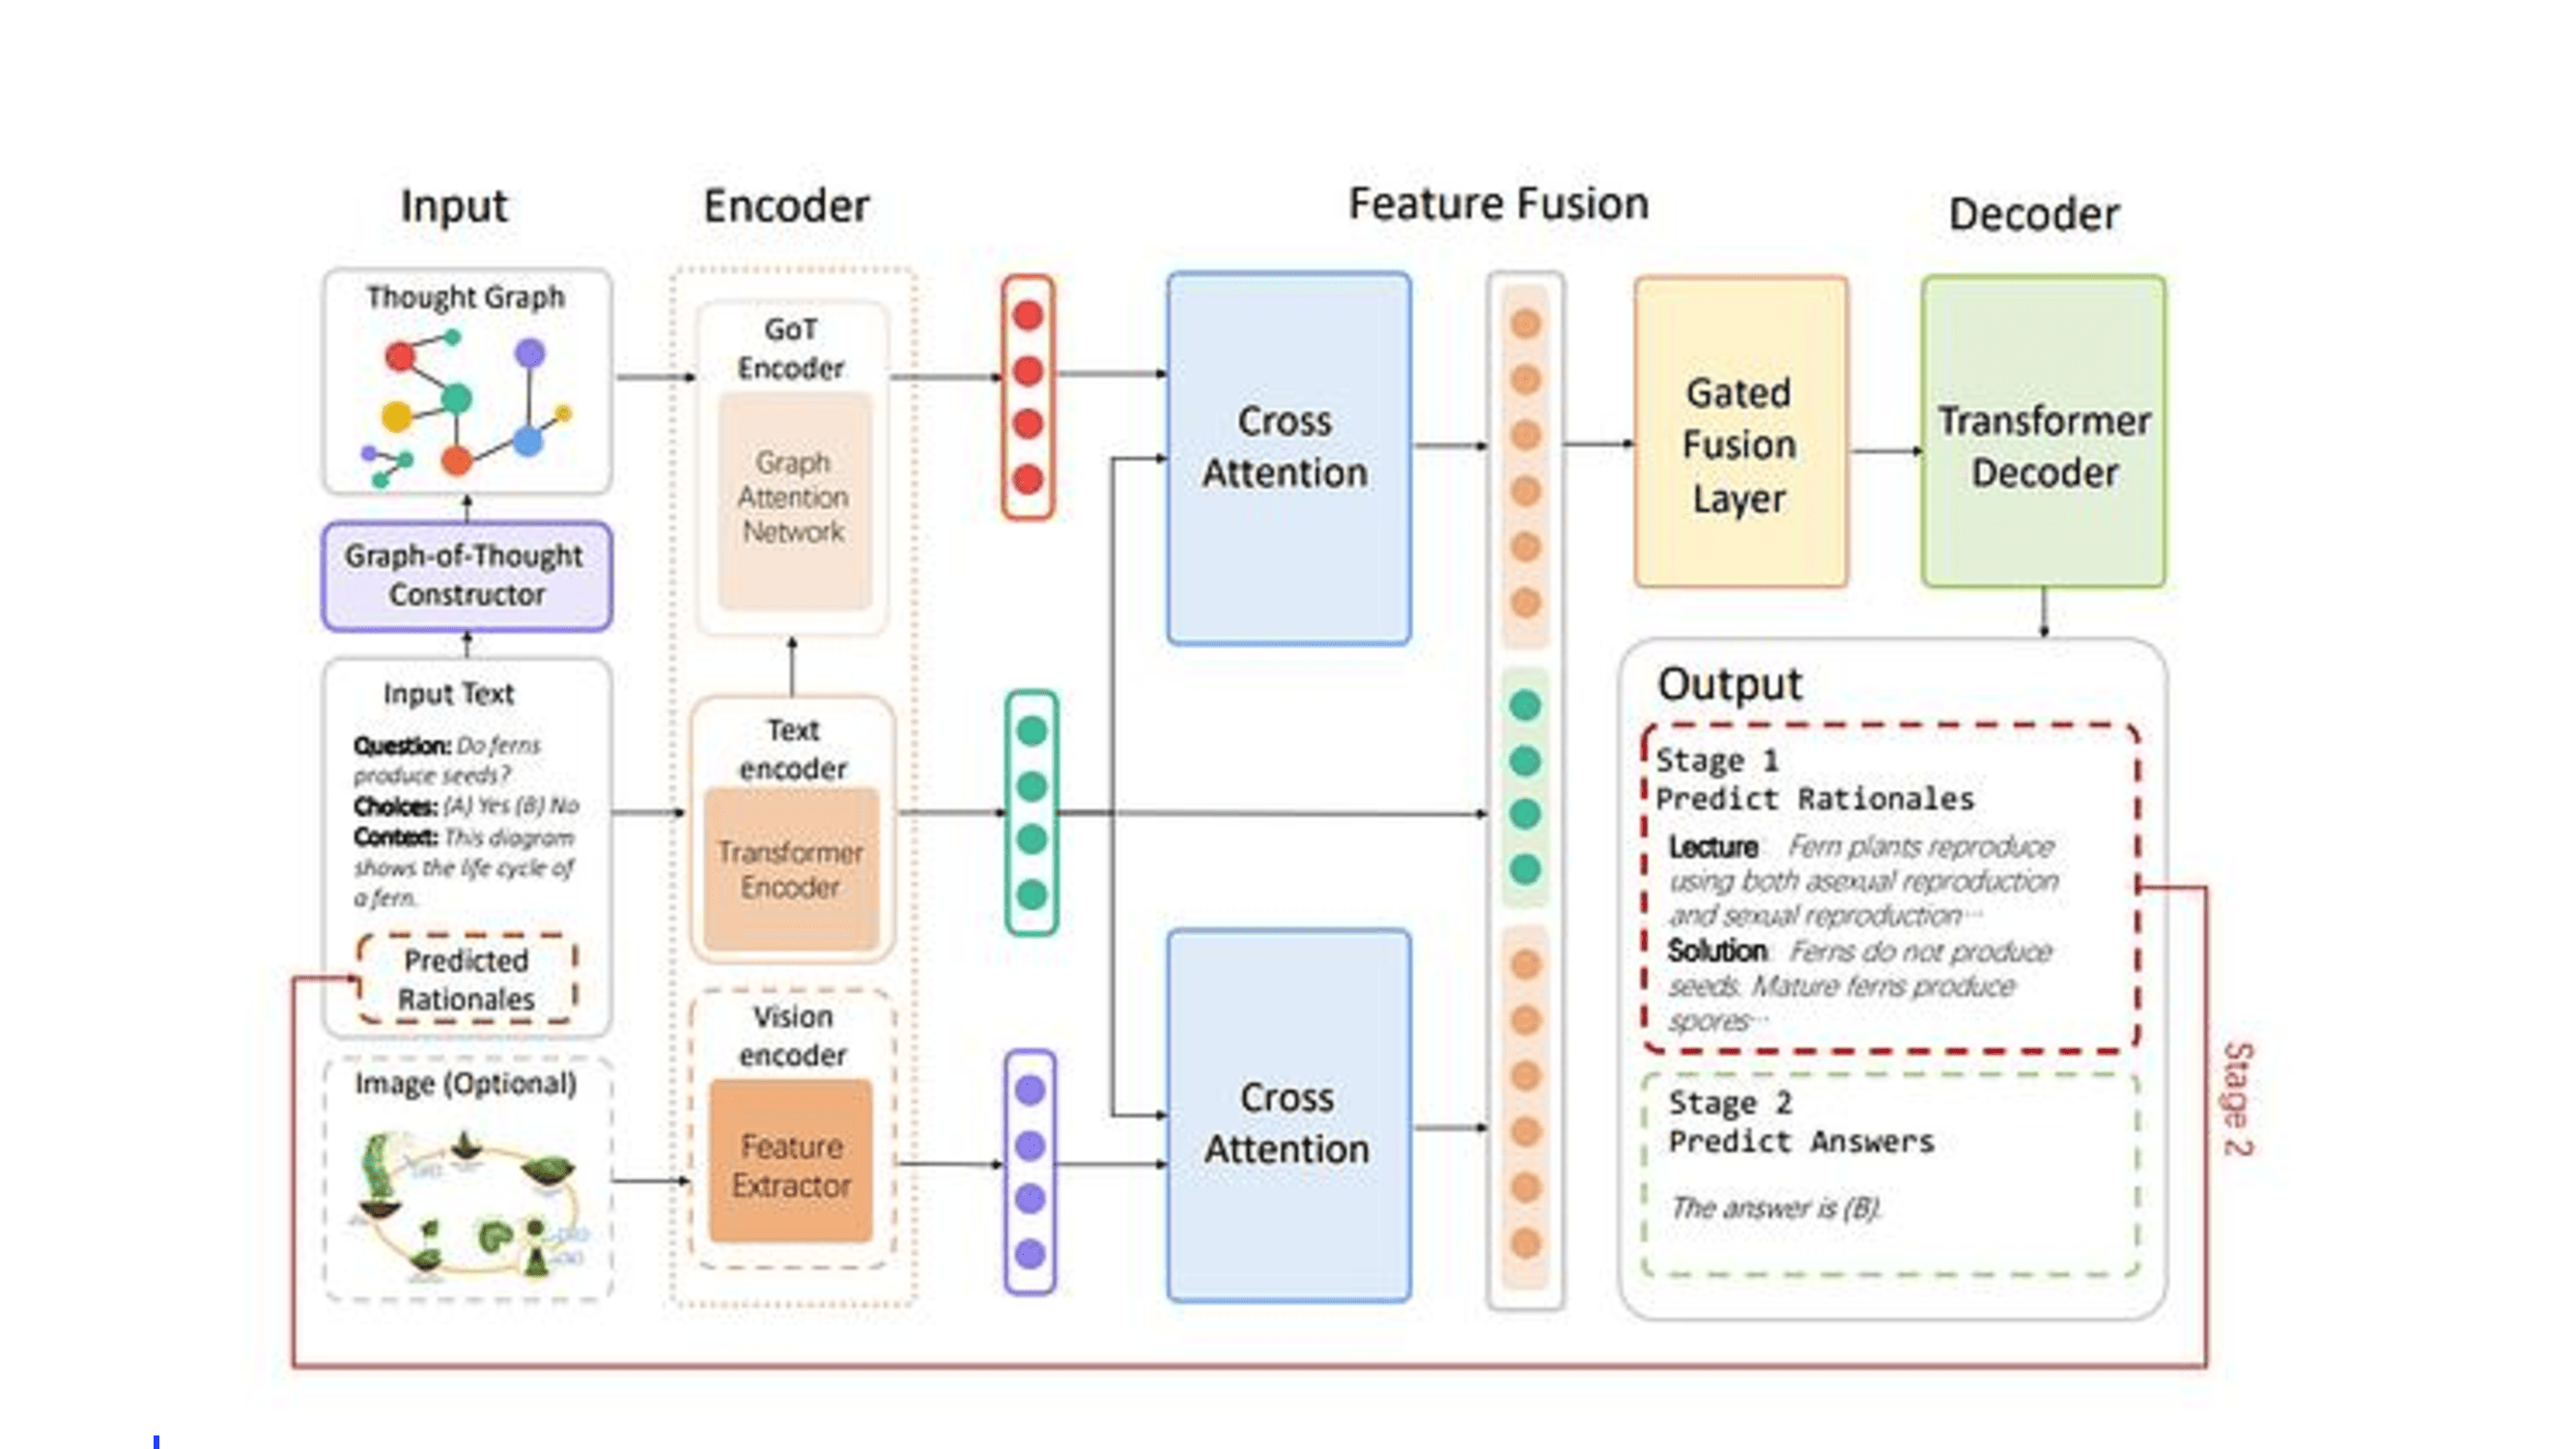 Input
Encoder
Feature Fusion
Decoder
Thought Graph
Graph-of-Thought
Constructor
Input Text
Question: Do ferns
produce seeds?
Choices: (A) Yes (B) No
Context: This diagram
shows the life cycle of
a fern.
Predicted
Rationales
Image (Optional)
GoT
Encoder
Graph
Attention
Network
Text
encoder
Transformer
Encoder
Vision
encoder
Feature
Extractor
Cross
Attention
Cross
Attention
Gated
Fusion
Layer
Transformer
Decoder
Output
Stage 1
Predict Rationales
Lecture Fern plants reproduce
using both asexual reproduction
and sexual reproduction...
Solution Ferns do not produce
seeds. Mature ferns produce
spores...
Stage 2
Predict Answers
The answer is (B).
Stage 2